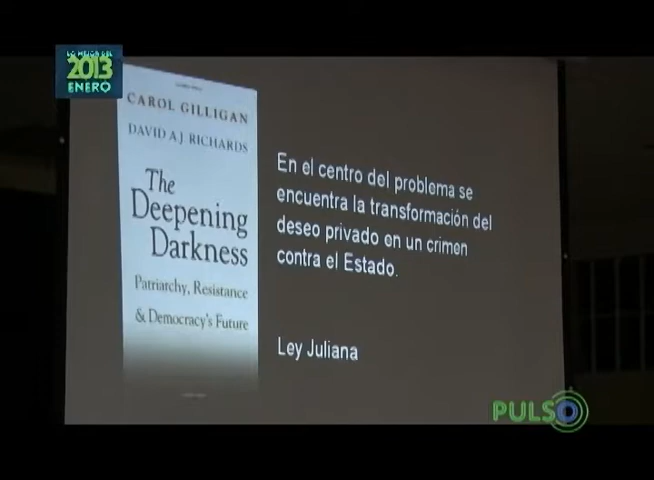 LO MEJOR DEL
2013
ENERO
CAROL GILLIGAN
DAVID A J RICHARDS
The
Deepening
Darkness
Patriarchy, Resistance
& Democracy's Future
En el centro del problema se
encuentra la transformación del
deseo privado en un crimen
contra el Estado.
Ley Juliana
PULSO